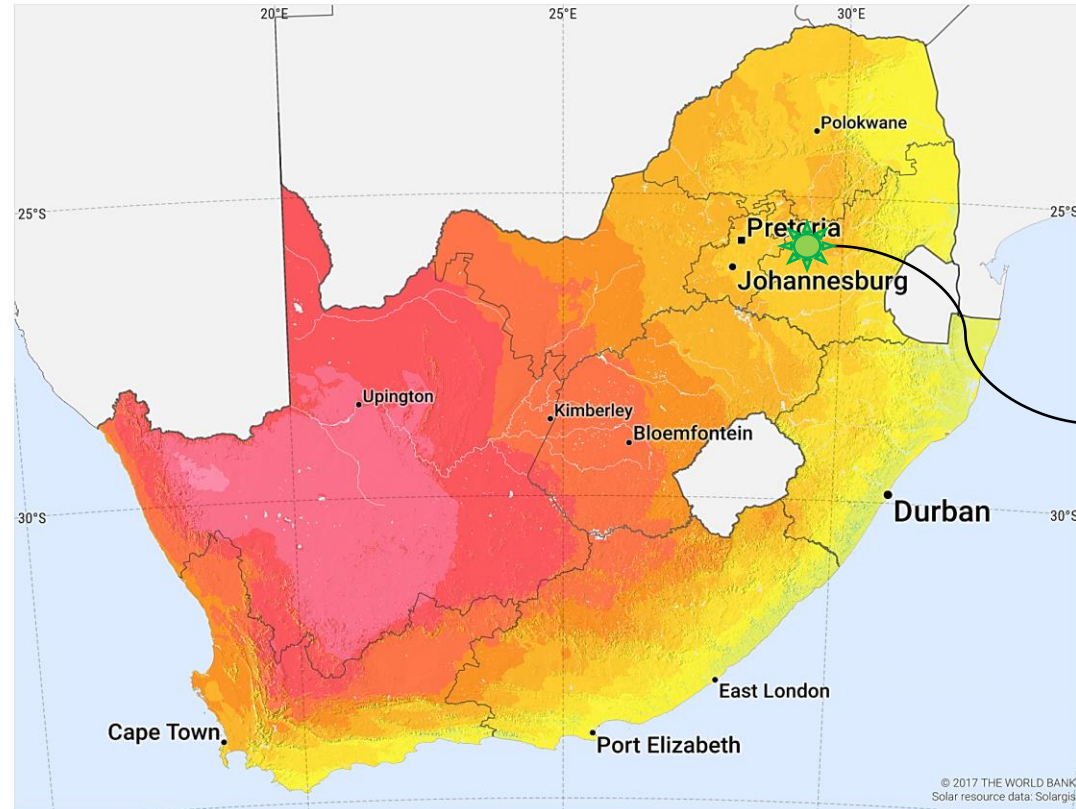 20°E
25°E
30°E
Polokwane
25°S
25°S
Pretoria
Johannesburg
Upington
Kimberley
Bloemfontein
30°S
Durban
30°S
East London
Cape Town
Port Elizabeth
© 2017 THE WORLD BANK
Solar resource data: Solargis